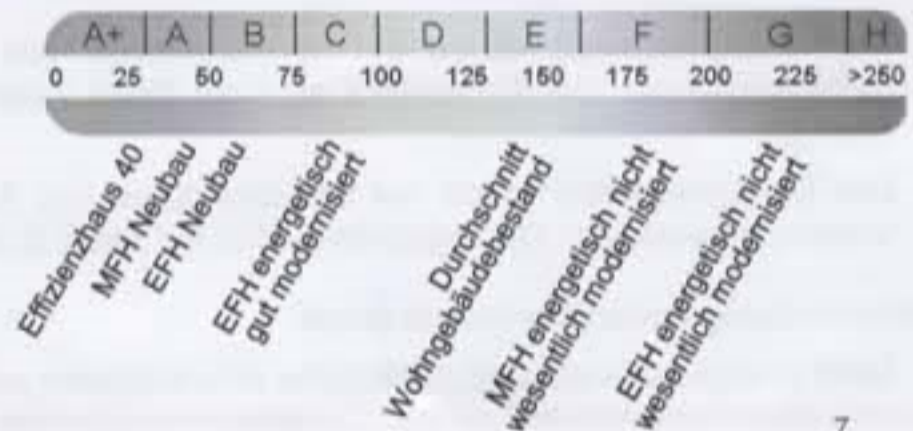 A+ A B C D E F G H
0 25 50 75 100 125 150 175 200 225 >250
Effizienzhaus 40
MFH Neubau
EFH Neubau
EFH energetisch
gut modernisiert
Durchschnitt
Wohngebäudebestand
MFH energetisch nicht
wesentlich modernisiert
EFH energetisch nicht
wesentlich modernisiert
7